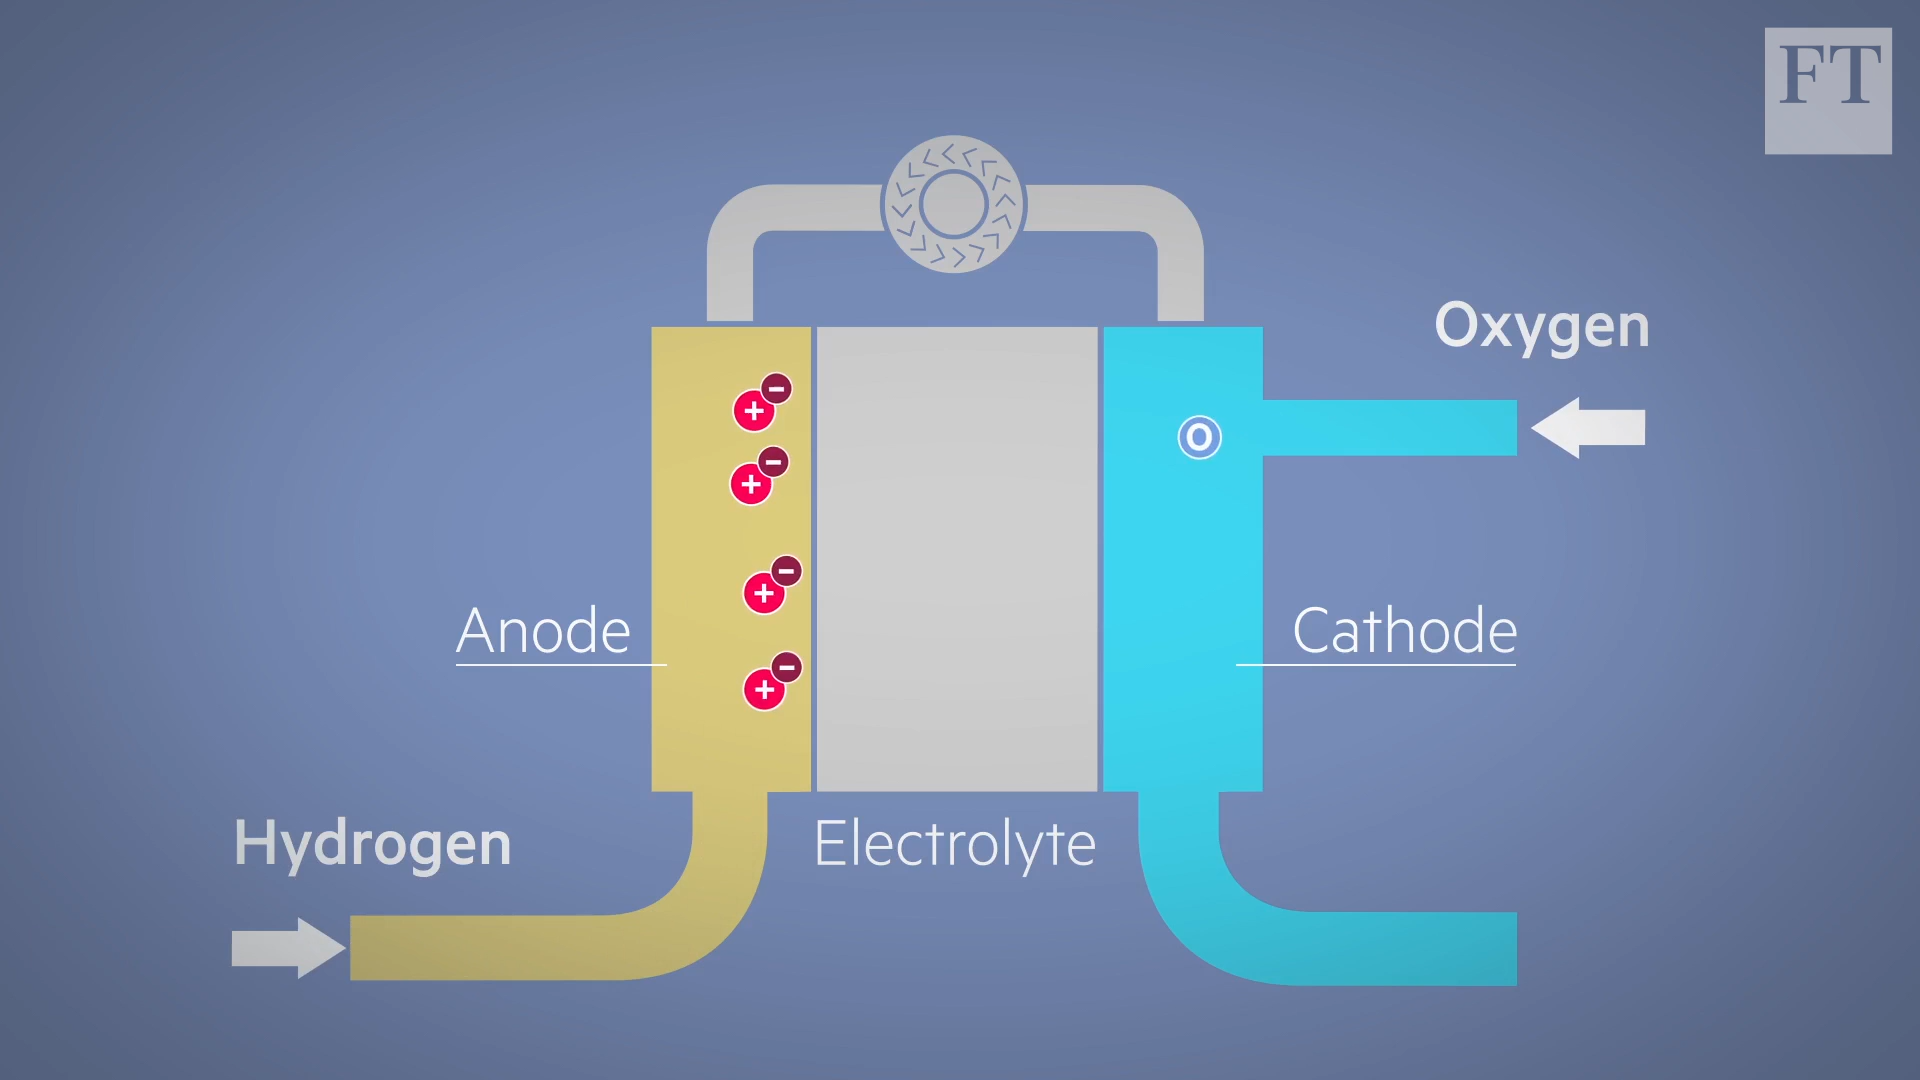 FT
Oxygen
Anode
Cathode
Hydrogen
Electrolyte
+
−
+
−
+
−
+
−
O